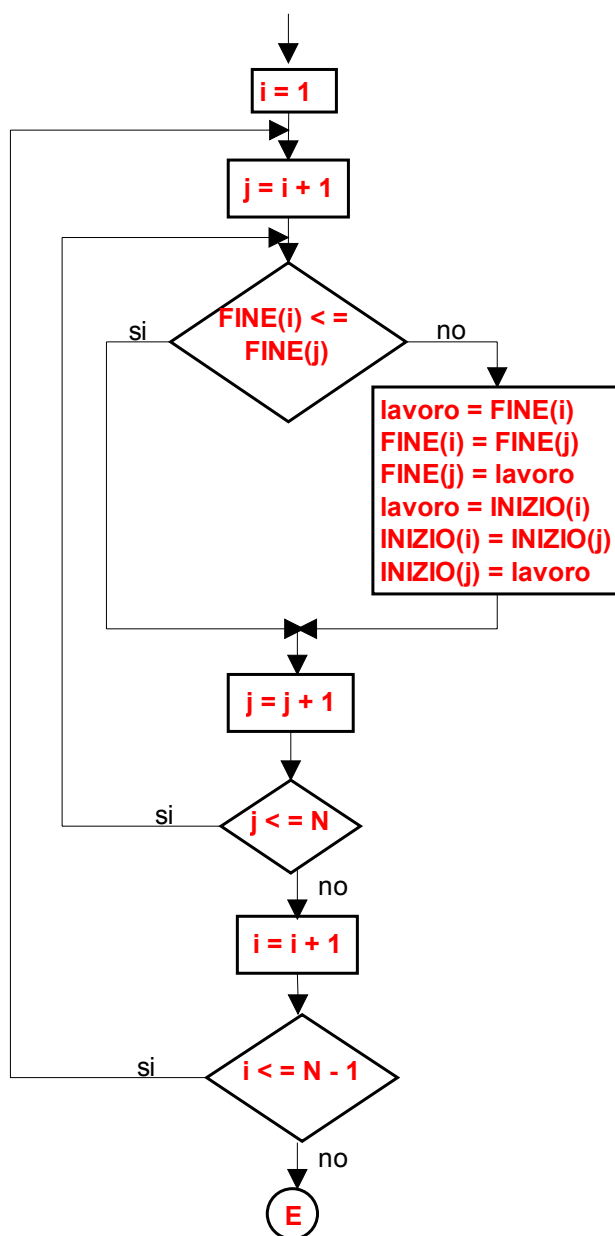 i = 1
j = i + 1
FINE(i) < =
FINE(j)
si
no
lavoro = FINE(i)
FINE(i) = FINE(j)
FINE(j) = lavoro
lavoro = INIZIO(i)
INIZIO(i) = INIZIO(j)
INIZIO(j) = lavoro
j = j + 1
si
j < = N
no
i = i + 1
si
i < = N - 1
no
E